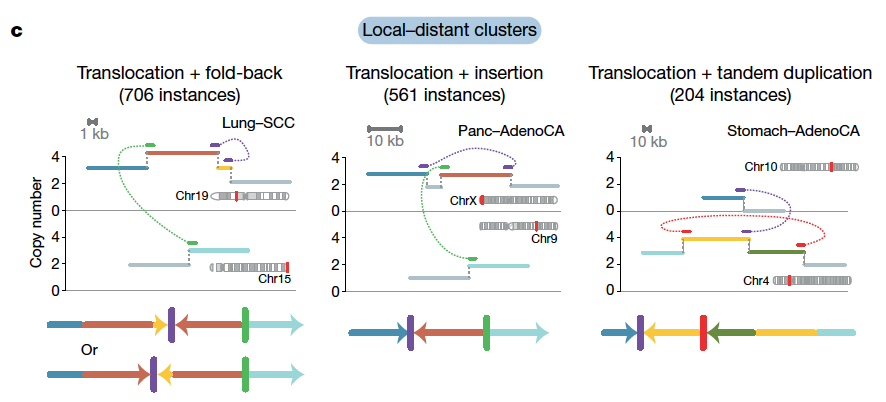 c
Local–distant clusters
Translocation + fold-back
(706 instances)
Lung–SCC
1 kb
Copy number
4
2
0
4
2
0
Chr19
Chr15
Or
Translocation + insertion
(561 instances)
Panc–AdenoCA
10 kb
4
2
0
4
2
0
ChrX
Chr9
Translocation + tandem duplication
(204 instances)
Stomach–AdenoCA
10 kb
4
2
0
4
2
0
Chr10
Chr4